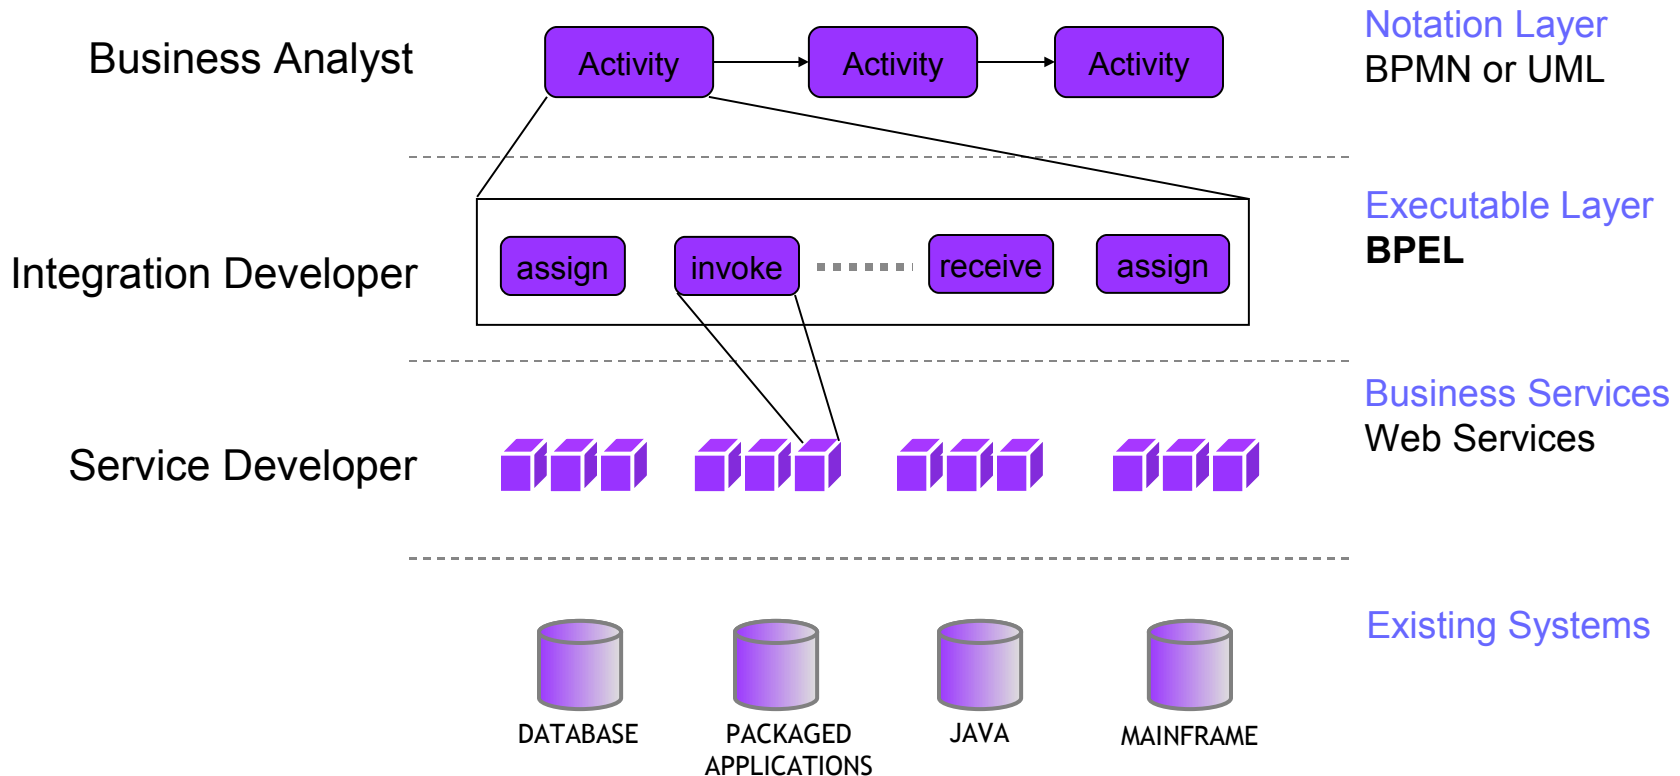 Business Analyst
Activity
Activity
Activity
Notation Layer
BPMN or UML
Integration Developer
assign
invoke
receive
assign
Executable Layer
BPEL
Service Developer
Business Services
Web Services
DATABASE
PACKAGED
APPLICATIONS
JAVA
MAINFRAME
Existing Systems